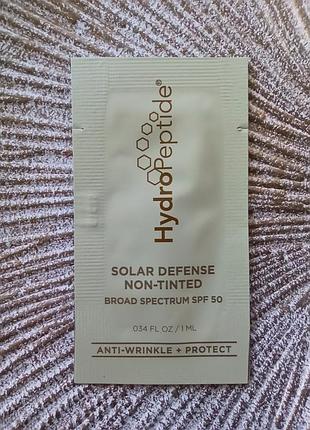 HydroPeptide®
SOLAR DEFENSE
NON-TINTED
BROAD SPECTRUM SPF 50
.034 FL OZ / 1 ML
ANTI-WRINKLE + PROTECT